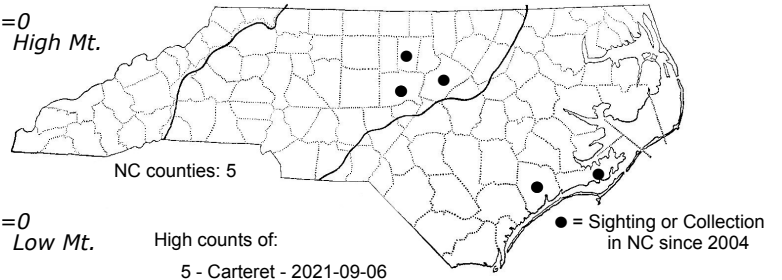 =0
High Mt.
NC counties: 5
=0
Low Mt.
High counts of:
5 - Carteret - 2021-09-06
= Sighting or Collection
in NC since 2004